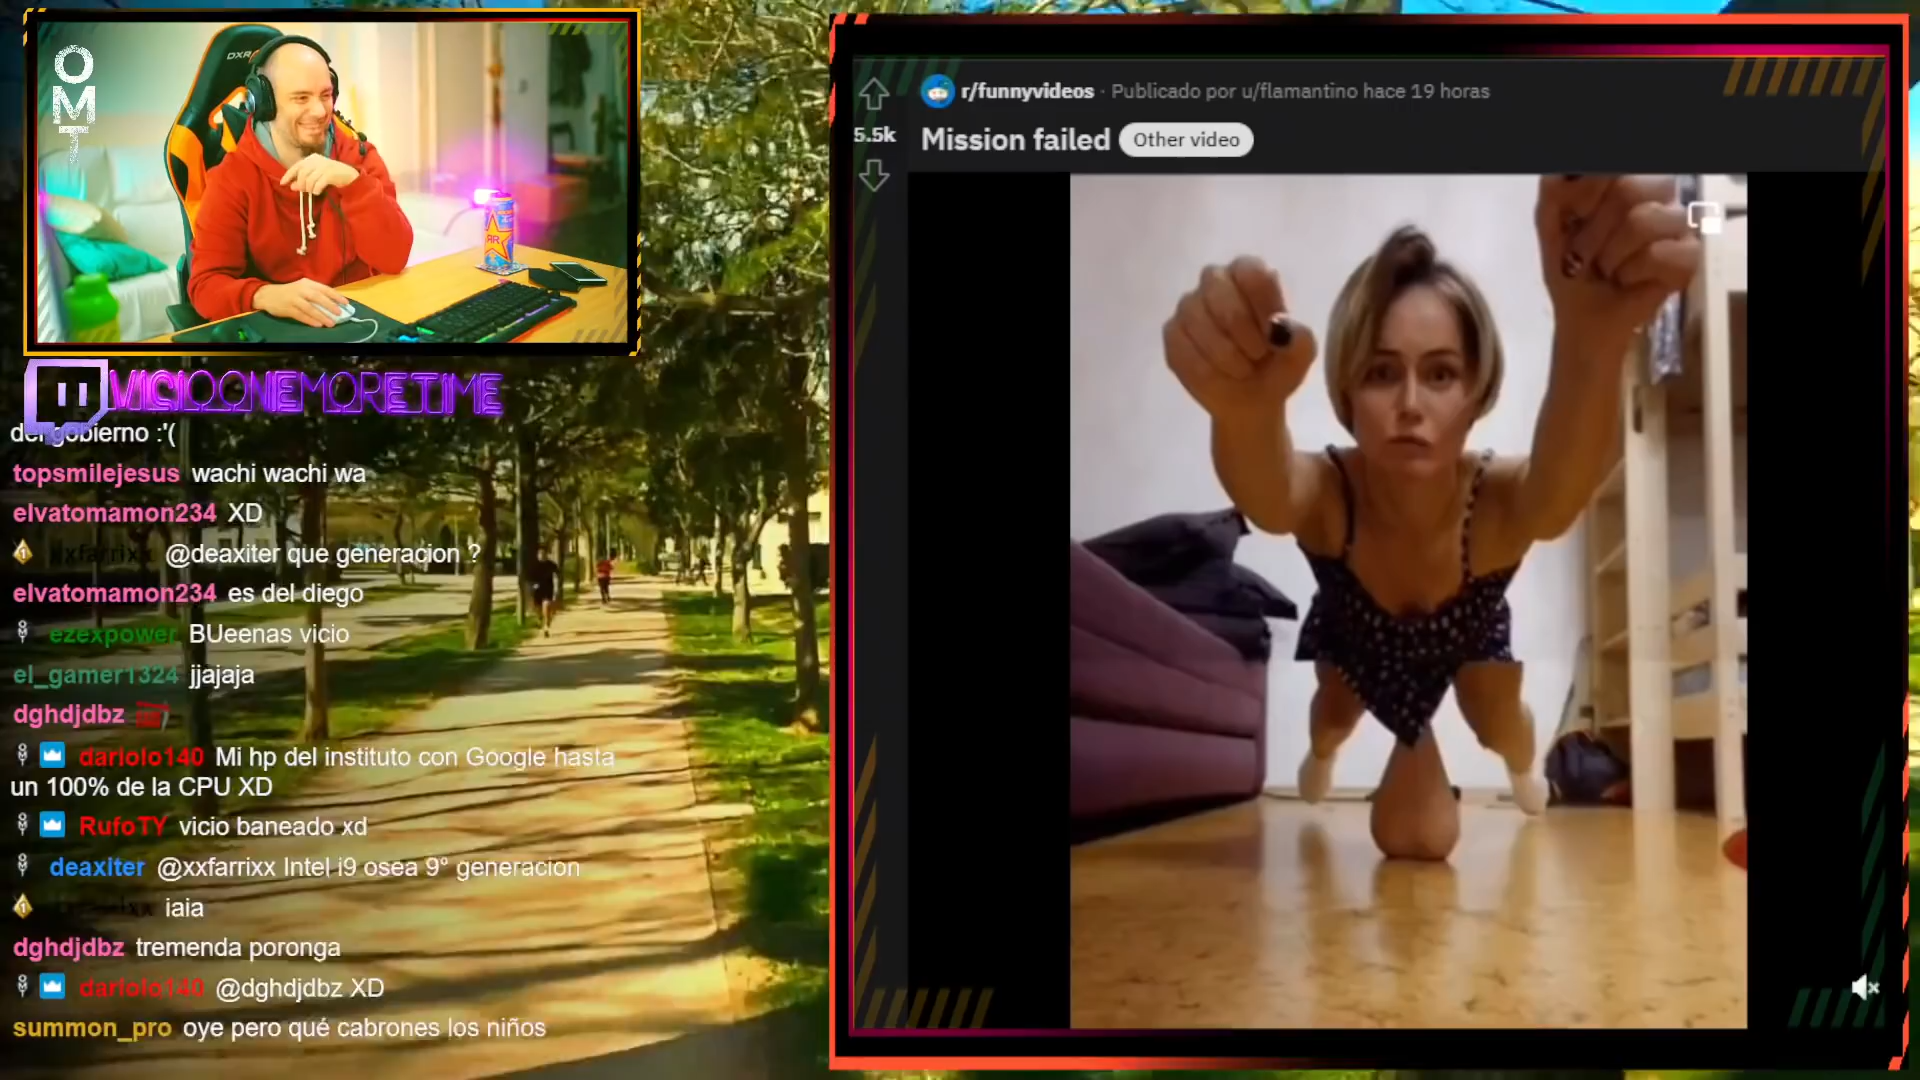 OMT
DXR
VICIOONEMORETIME
del gobierno :'(
topsmilejesus wachi wachi wa
elvatomamon234 XD
xxfarrixx @deaxiter que generacion ?
elvatomamon234 es del diego
ezexpower BUeenas vicio
el_gamer1324 jjajaja
dghdjdbz
dariolo140 Mi hp del instituto con Google hasta
un 100% de la CPU XD
RufoTY vicio baneado xd
deaxiter @xxfarrixx Intel i9 osea 9° generacion
iaia
dghdjdbz tremenda poronga
dariolo140 @dghdjdbz XD
summon_pro oye pero qué cabrones los niños
r/funnyvideos · Publicado por u/flamantino hace 19 horas
5.5k
Mission failed Other video